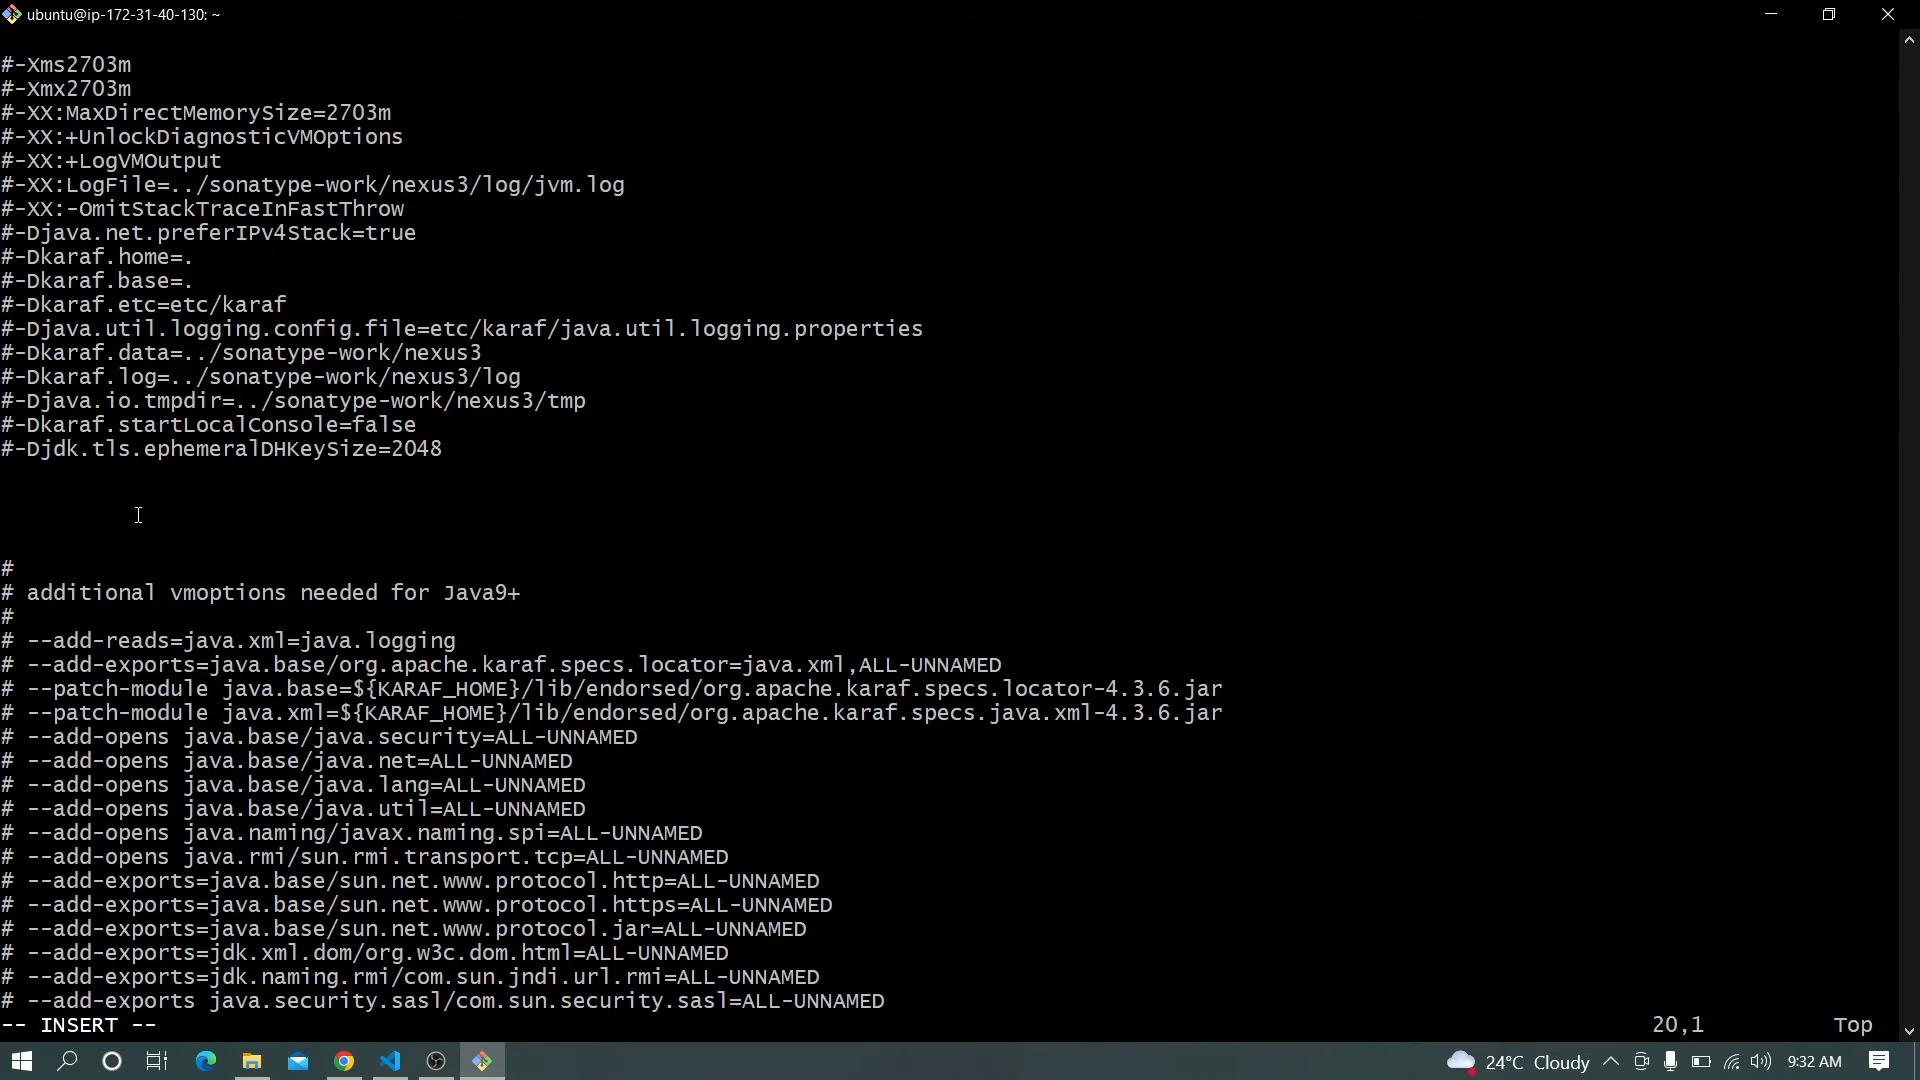 ubuntu@ip-172-31-40-130: ~
#-Xms2703m
#-Xmx2703m
#-XX:MaxDirectMemorySize=2703m
#-XX:+UnlockDiagnosticVMOptions
#-XX:+LogVMOutput
#-XX:LogFile=../sonatype-work/nexus3/log/jvm.log
#-XX:-OmitStackTraceInFastThrow
#-Djava.net.preferIPv4Stack=true
#-Dkaraf.home=.
#-Dkaraf.base=.
#-Dkaraf.etc=etc/karaf
#-Djava.util.logging.config.file=etc/karaf/java.util.logging.properties
#-Dkaraf.data=../sonatype-work/nexus3
#-Dkaraf.log=../sonatype-work/nexus3/log
#-Djava.io.tmpdir=../sonatype-work/nexus3/tmp
#-Dkaraf.startLocalConsole=false
#-Djdk.tls.ephemeralDHKeySize=2048
#
# additional vmoptions needed for Java9+
#
# --add-reads=java.xml=java.logging
# --add-exports=java.base/org.apache.karaf.specs.locator=java.xml,ALL-UNNAMED
# --patch-module java.base=${KARAF_HOME}/lib/endorsed/org.apache.karaf.specs.locator-4.3.6.jar
# --patch-module java.xml=${KARAF_HOME}/lib/endorsed/org.apache.karaf.specs.java.xml-4.3.6.jar
# --add-opens java.base/java.security=ALL-UNNAMED
# --add-opens java.base/java.net=ALL-UNNAMED
# --add-opens java.base/java.lang=ALL-UNNAMED
# --add-opens java.base/java.util=ALL-UNNAMED
# --add-opens java.naming/javax.naming.spi=ALL-UNNAMED
# --add-opens java.rmi/sun.rmi.transport.tcp=ALL-UNNAMED
# --add-exports=java.base/sun.net.www.protocol.http=ALL-UNNAMED
# --add-exports=java.base/sun.net.www.protocol.https=ALL-UNNAMED
# --add-exports=java.base/sun.net.www.protocol.jar=ALL-UNNAMED
# --add-exports=jdk.xml.dom/org.w3c.dom.html=ALL-UNNAMED
# --add-exports=jdk.naming.rmi/com.sun.jndi.url.rmi=ALL-UNNAMED
# --add-exports java.security.sasl/com.sun.security.sasl=ALL-UNNAMED
-- INSERT -- 20,1 Top
24°C Cloudy 9:32 AM